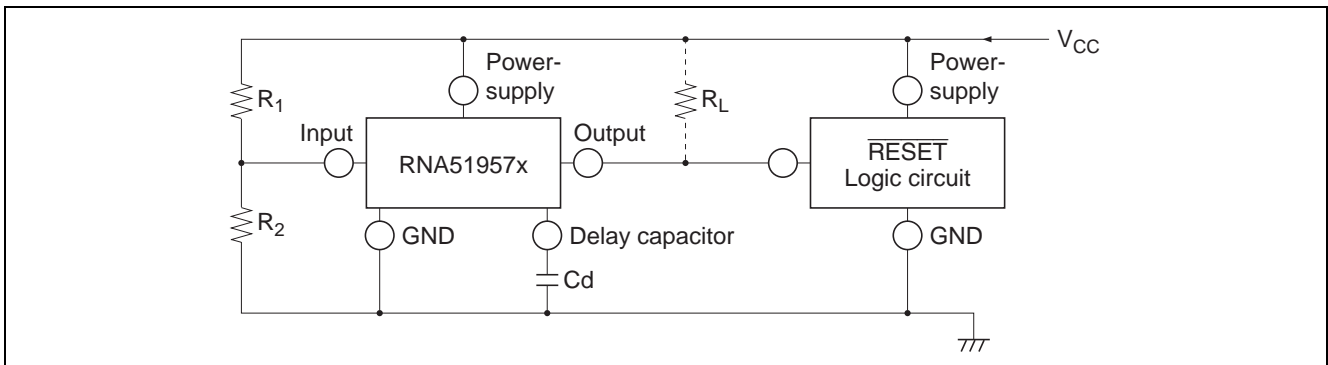 V_CC
Power-
supply
Power-
supply
R_1
R_L
Input
Output
RNA51957x
RESET
Logic circuit
R_2
GND
Delay capacitor
GND
Cd